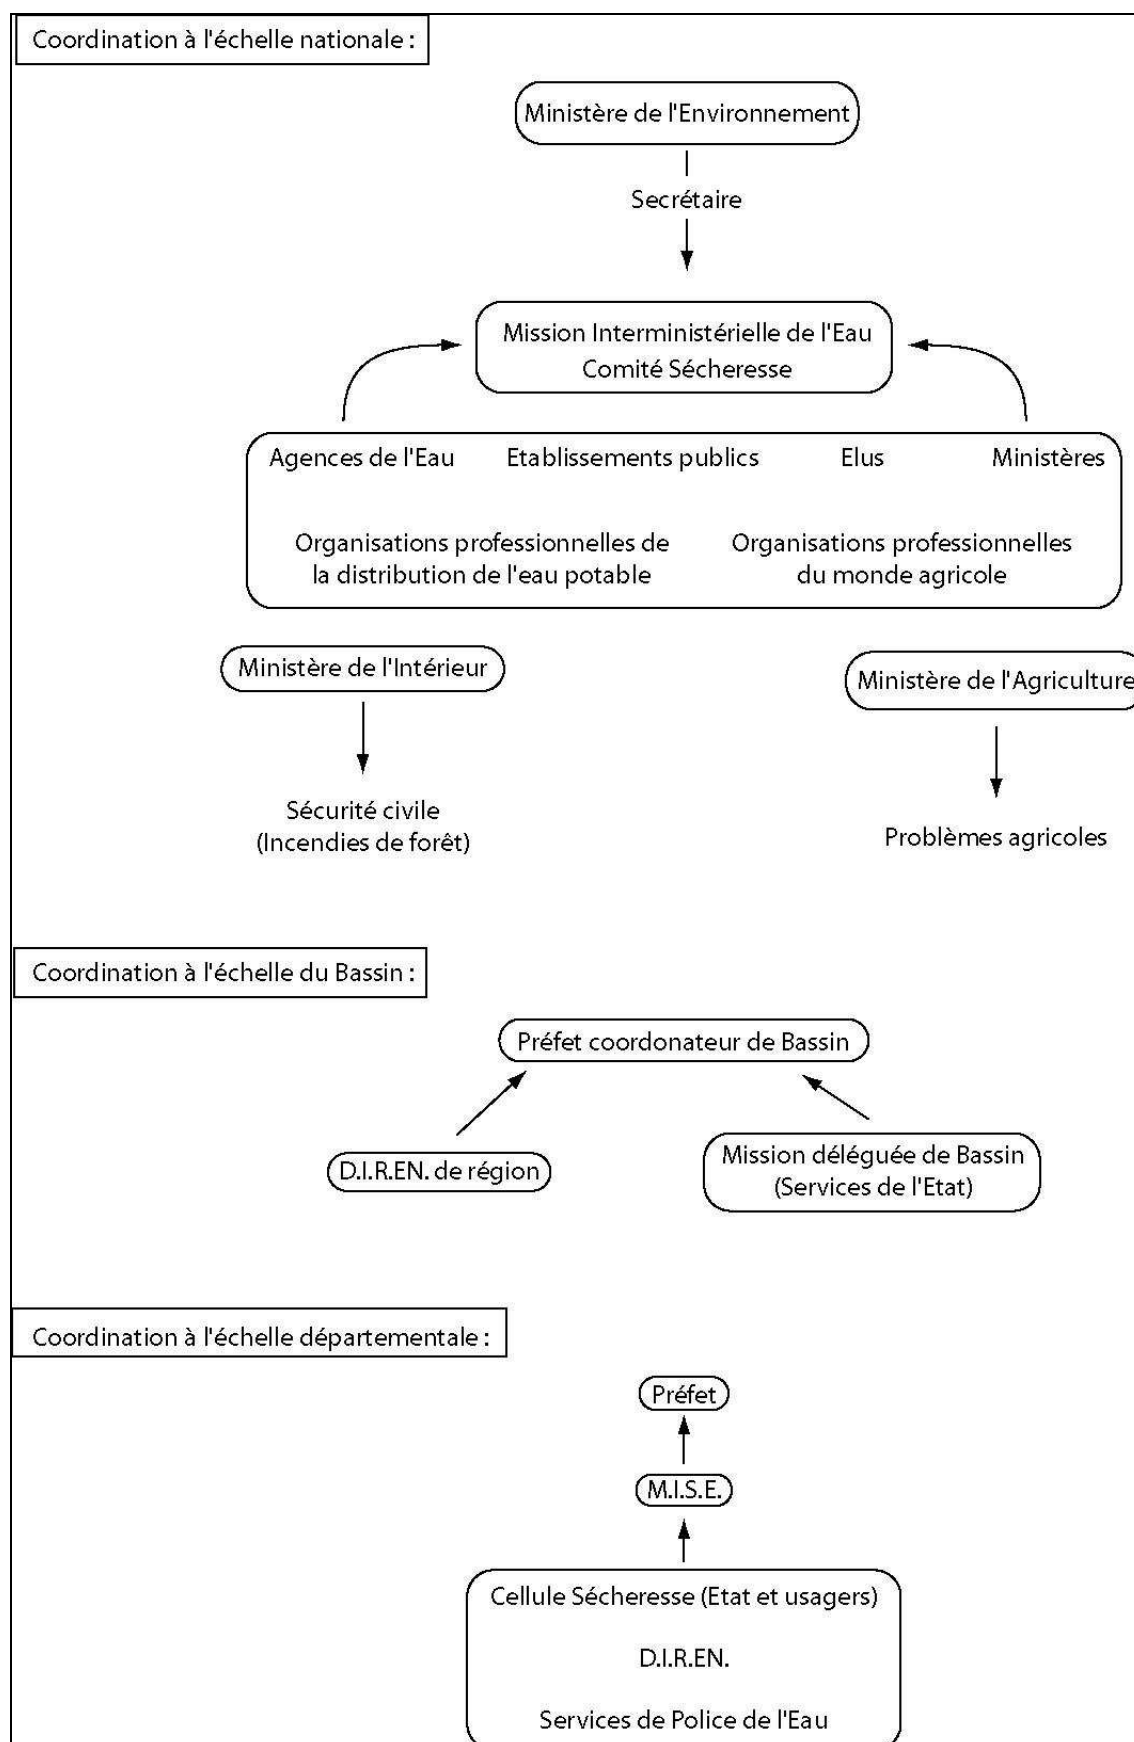 Coordination à l'échelle nationale :
Ministère de l'Environnement
Secrétaire
Mission Interministérielle de l'Eau
Comité Sécheresse
Agences de l'Eau Etablissements publics Elus Ministères
Organisations professionnelles de
la distribution de l'eau potable
Organisations professionnelles
du monde agricole
Ministère de l'Intérieur
Ministère de l'Agriculture
Sécurité civile
(Incendies de forêt)
Problèmes agricoles
Coordination à l'échelle du Bassin :
Préfet coordonateur de Bassin
D.I.R.EN. de région
Mission déléguée de Bassin
(Services de l'Etat)
Coordination à l'échelle départementale :
Préfet
M.I.S.E.
Cellule Sécheresse (Etat et usagers)
D.I.R.EN.
Services de Police de l'Eau